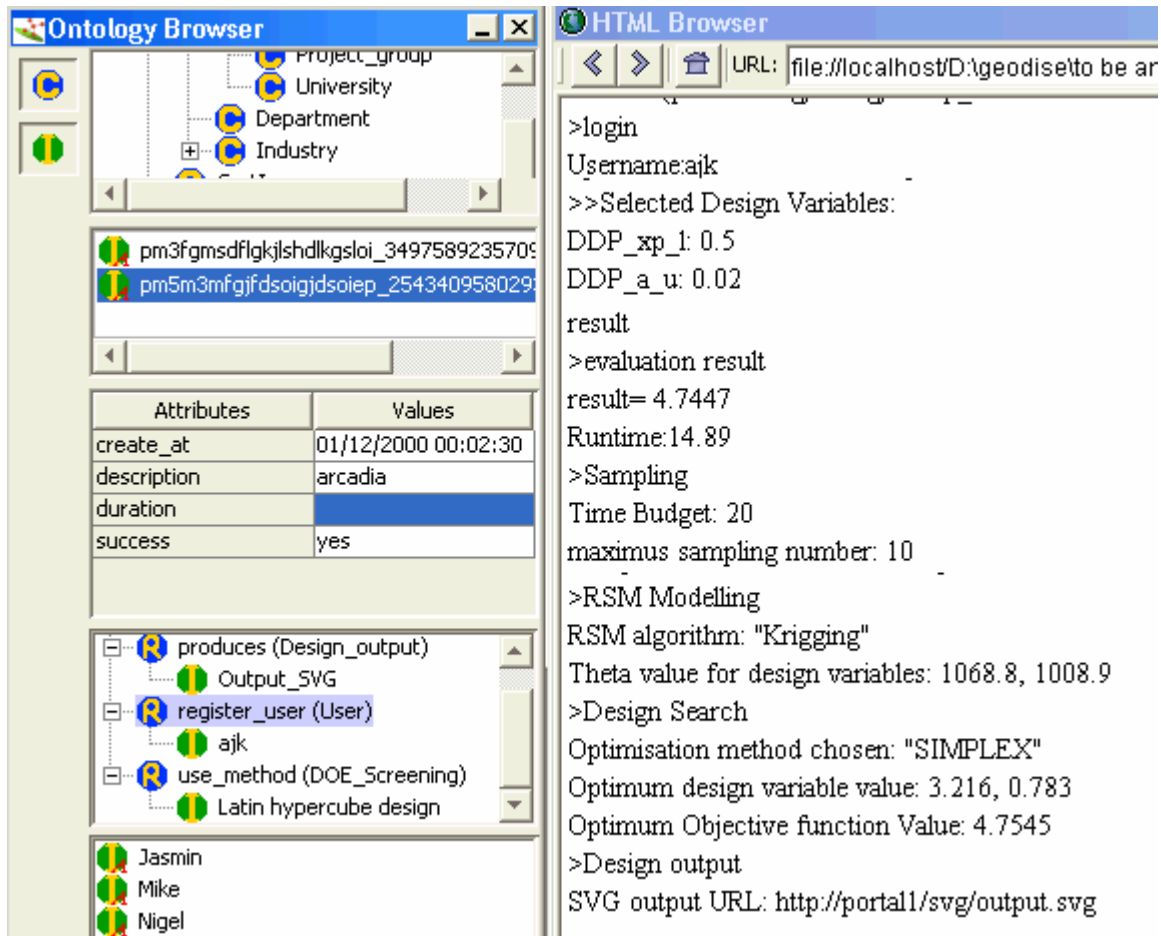 Ontology Browser
Project_group
University
Department
Industry
pm3fgmsdflgkjlshdlkgsloi_349758923570
pm5m3mfgjfdsoigjdsoiep_2543409580293
Attributes Values
create_at 01/12/2000 00:02:30
description arcadia
duration
success yes
produces (Design_output)
Output_SVG
register_user (User)
ajk
use_method (DOE_Screening)
Latin hypercube design
Jasmin
Mike
Nigel
HTML Browser
URL: file://localhost/D:\geodise\to be an
>login
Username:ajk
>>Selected Design Variables:
DDP_xp_l: 0.5
DDP_a_u: 0.02
result
>evaluation result
result= 4.7447
Runtime:14.89
>Sampling
Time Budget: 20
maximus sampling number: 10
>RSM Modelling
RSM algorithm: "Krigging"
Theta value for design variables: 1068.8, 1008.9
>Design Search
Optimisation method chosen: "SIMPLEX"
Optimum design variable value: 3.216, 0.783
Optimum Objective function Value: 4.7545
>Design output
SVG output URL: http://portal1/svg/output.svg